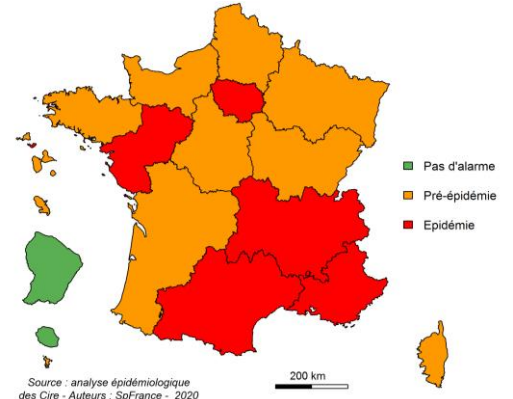 Pas d'alarme
Pré-épidémie
Epidémie
200 km
Source : analyse épidémiologique
des Cire - Auteurs : SpFrance - 2020